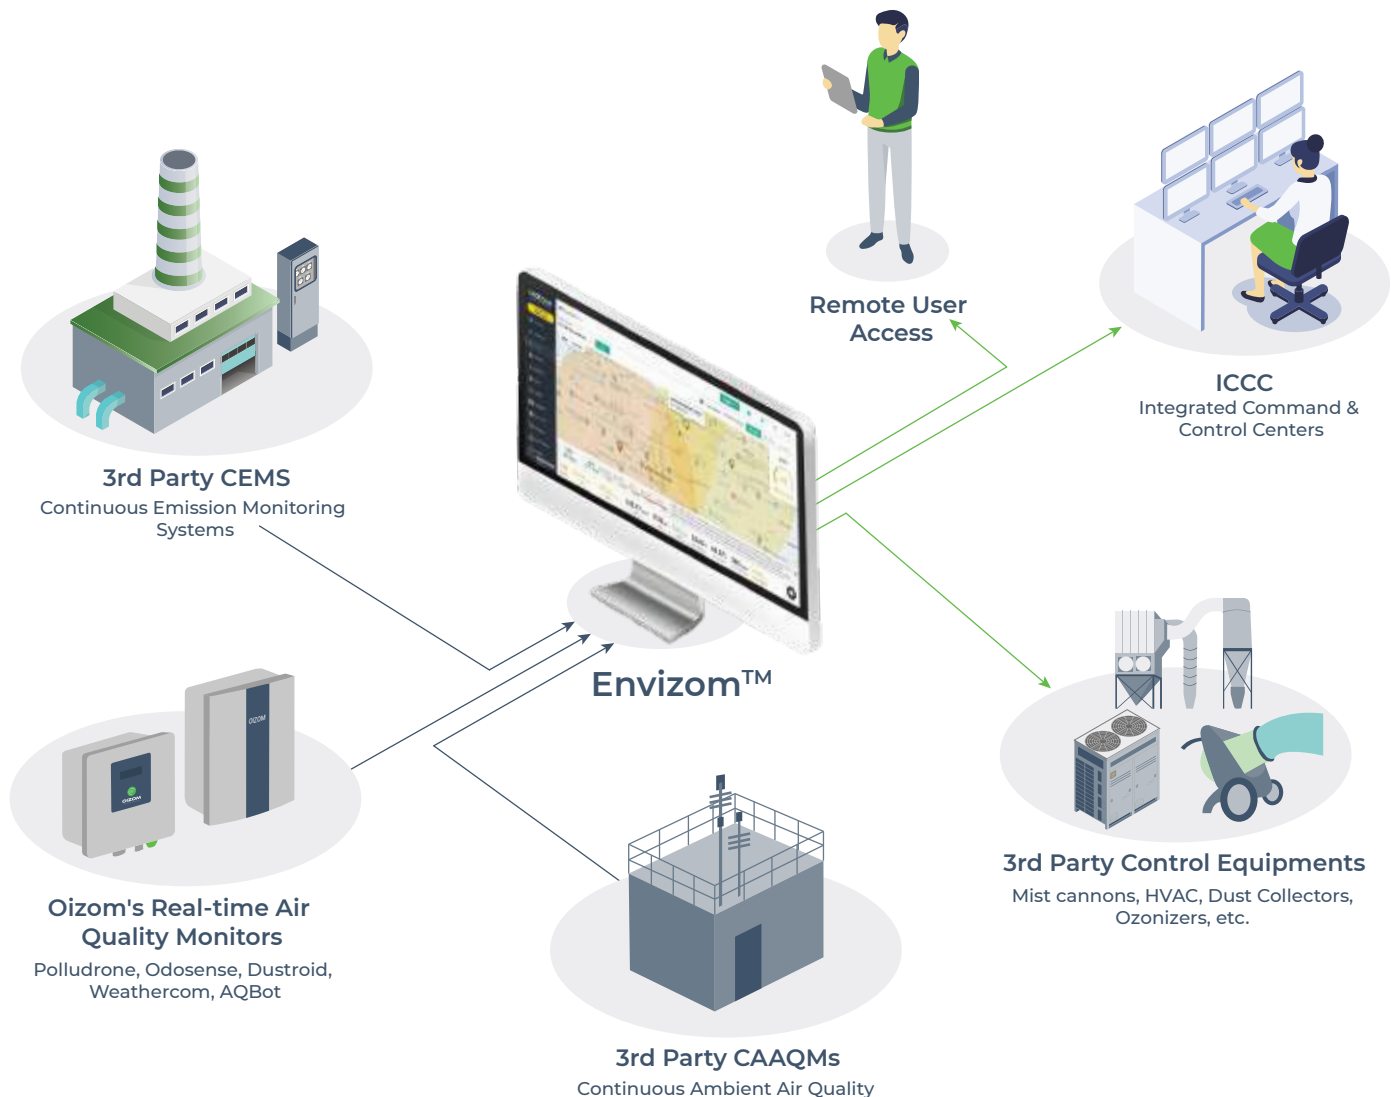 Remote User
Access
ICCC
Integrated Command &
Control Centers
3rd Party CEMS
Continuous Emission Monitoring
Systems
Envizom™
OIZOM
OIZOM
Oizom's Real-time Air
Quality Monitors
Polludrone, Odosense, Dustroid,
Weathercom, AQBot
3rd Party Control Equipments
Mist cannons, HVAC, Dust Collectors,
Ozonizers, etc.
3rd Party CAAQMs
Continuous Ambient Air Quality